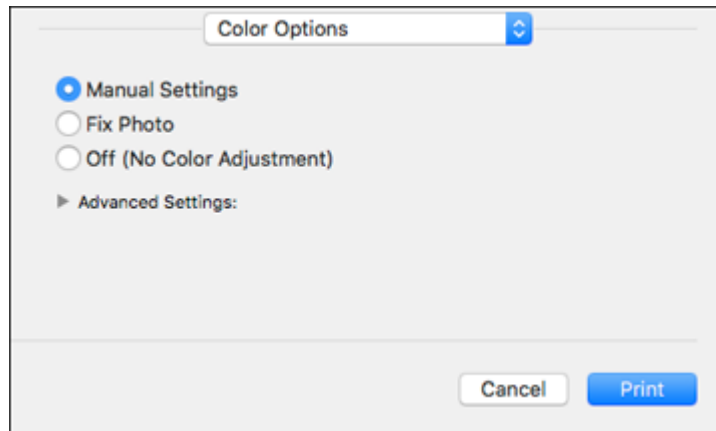 Color Options
Manual Settings
Fix Photo
Off (No Color Adjustment)
Advanced Settings:
Cancel Print